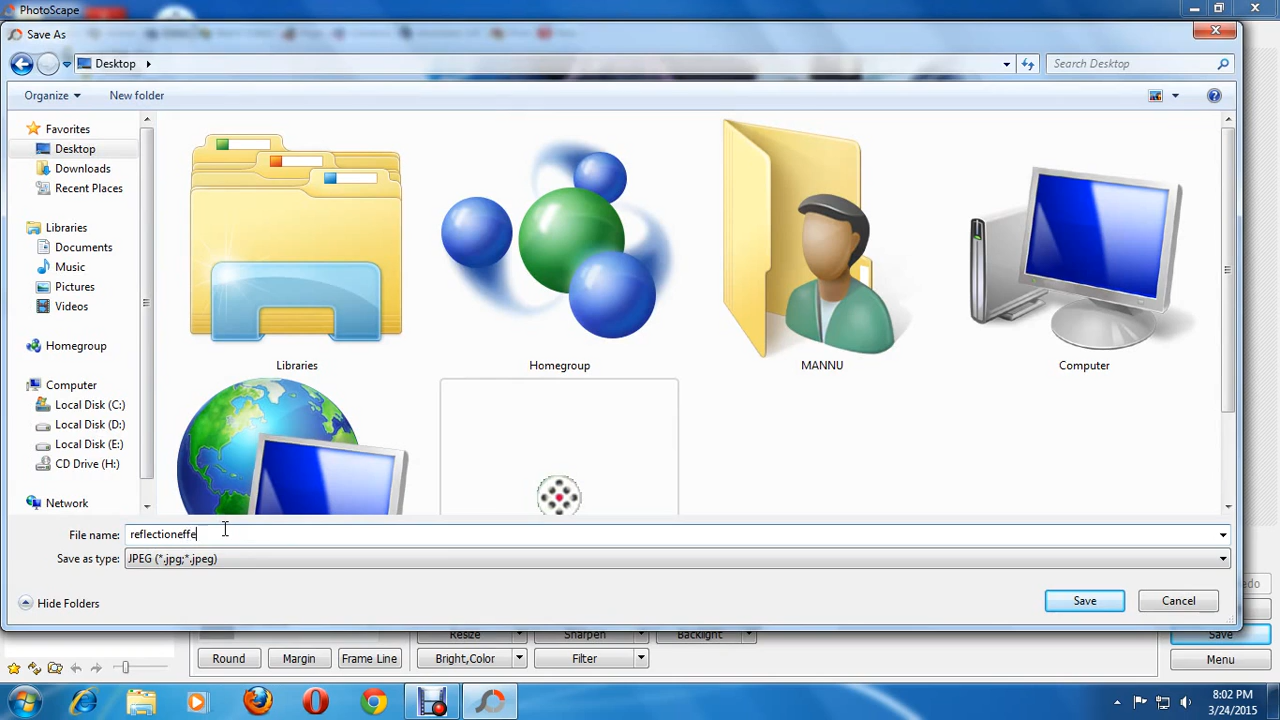 PhotoScape
Save As
Desktop
Search Desktop
Organize
New folder
Favorites
Desktop
Downloads
Recent Places
Libraries
Documents
Music
Pictures
Videos
Homegroup
Computer
Local Disk (C:)
Local Disk (D:)
Local Disk (E:)
CD Drive (H:)
Network
Libraries
Homegroup
MANNU
Computer
File name: reflectioneffe
Save as type: JPEG (*.jpg;*.jpeg)
Hide Folders
Save
Cancel
Resize
Sharpen
Backlight
Save
Round
Margin
Frame Line
Bright,Color
Filter
Menu
8:02 PM
3/24/2015